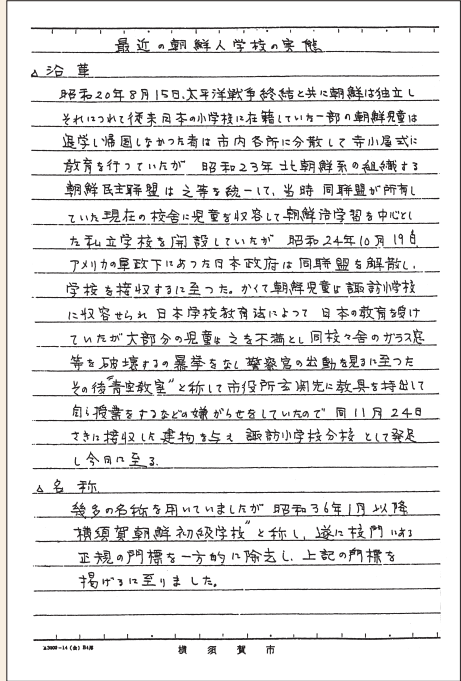 最近の朝鮮人学校の実態
△沿革
昭和20年8月15日、太平洋戦争終結と共に朝鮮は独立し
それにつれて従来日本の小学校に在籍していた一部の朝鮮児童は
退学し帰国しなかった者は市内各所に分散して寺小屋式に
教育を行っていたが 昭和23年北朝鮮系の組織する
朝鮮民主聯盟は之等を統一して、当時同聯盟が所有し
ていた現在の校舎に児童を収容して朝鮮語学習を中心とし
た私立学校を開設していたが 昭和24年10月19日
アメリカの軍政下にあった日本政府は同聯盟を解散し、
学校を接収するに至った。かくて朝鮮児童は諏訪小学校
に収容せられ日本学校教育法によって日本の教育を受け
ていたが大部分の児童は之を不満とし同校々舎のガラス窓
等を破壊するの暴挙をなし警察官の出動を見るに至った
その後"青空教室"と称して市役所玄関先に教具を持出して
自ら授業をするなどの嫌がらせをしていたので 同11月24日
さきに接収した建物を与え 諏訪小学校分校として発足
し今日に至る.
△名称
幾多の名称を用いていましたが 昭和36年1月以降
横須賀朝鮮初級学校"と称し、遂に校門にある
正規の門標を一方的に除去し、上記の門標を
掲げるに至りました。
横須賀市